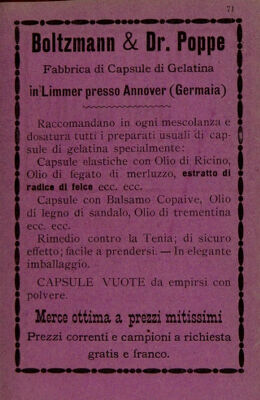 71
Boltzmann & Dr. Poppe
Fabbrica di Capsule di Gelatina
in Limmer presso Annover (Germaia)
Raccomandano in ogni mescolanza e
dosatura tutti i preparati usuali di cap-
sule di gelatina specialmente:
Capsule elastiche con Olio di Ricino,
Olio di fegato di merluzzo, estratto di
radice di felce ecc. ecc.
Capsule con Balsamo Copaive, Olio
di legno di sandalo, Olio di trementina
ecc. ecc.
Rimedio contro la Tenia; di sicuro
effetto; facile a prendersi. — In elegante
imballaggio.
CAPSULE VUOTE da empirsi con
polvere.
Merce ottima a prezzi mitissimi
Prezzi correnti e campioni a richiesta
gratis e franco.